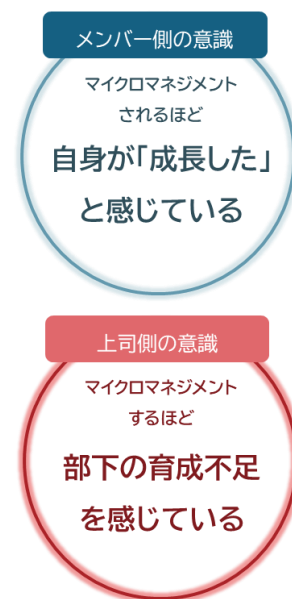 メンバー側の意識
マイクロマネジメント
されるほど
自身が「成長した」
と感じている
上司側の意識
マイクロマネジメント
するほど
部下の育成不足
を感じている